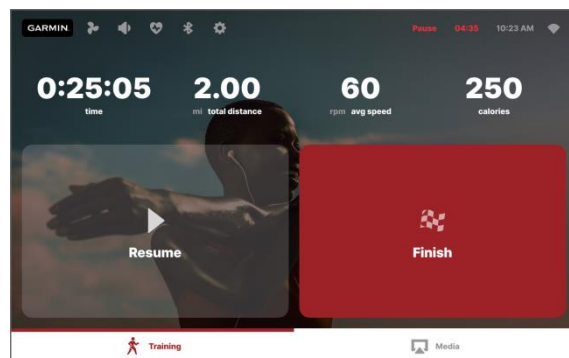 GARMIN
Pause 04:35 10:23 AM
0:25:05 2.00 60 250
time mi total distance rpm avg speed calories
Resume Finish
Training Media